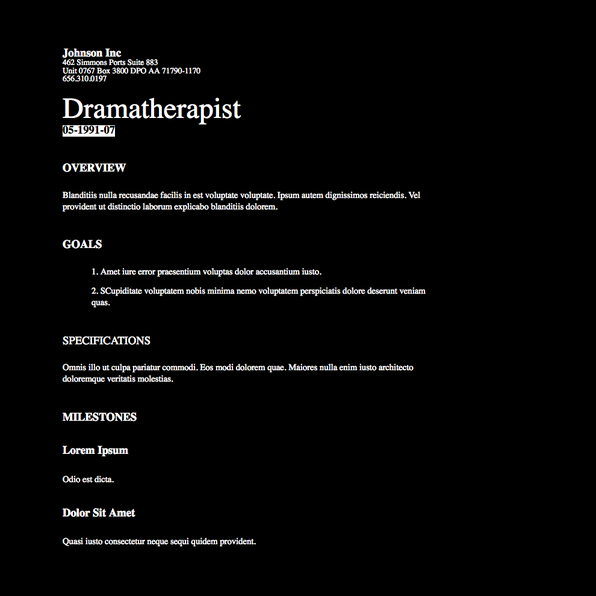 Johnson Inc
462 Simmons Ports Suite 883
Unit 0767 Box 3800 DPO AA 71790-1170
656.310.0197
Dramatherapist
05-1991-07
OVERVIEW
Blanditiis nulla recusandae facilis in est voluptate voluptate. Ipsum autem dignissimos reiciendis. Vel
provident ut distinctio laborum explicabo blanditiis dolorem.
GOALS
1. Amet iure error praesentium voluptas dolor accusantium iusto.
2. SCupiditate voluptatem nobis minima nemo voluptatem perspiciatis dolore deserunt veniam
quas.
SPECIFICATIONS
Omnis illo ut culpa pariatur commodi. Eos modi dolorem quae. Maiores nulla enim iusto architecto
doloremque veritatis molestias.
MILESTONES
Lorem Ipsum
Odio est dicta.
Dolor Sit Amet
Quasi iusto consectetur neque sequi quidem provident.